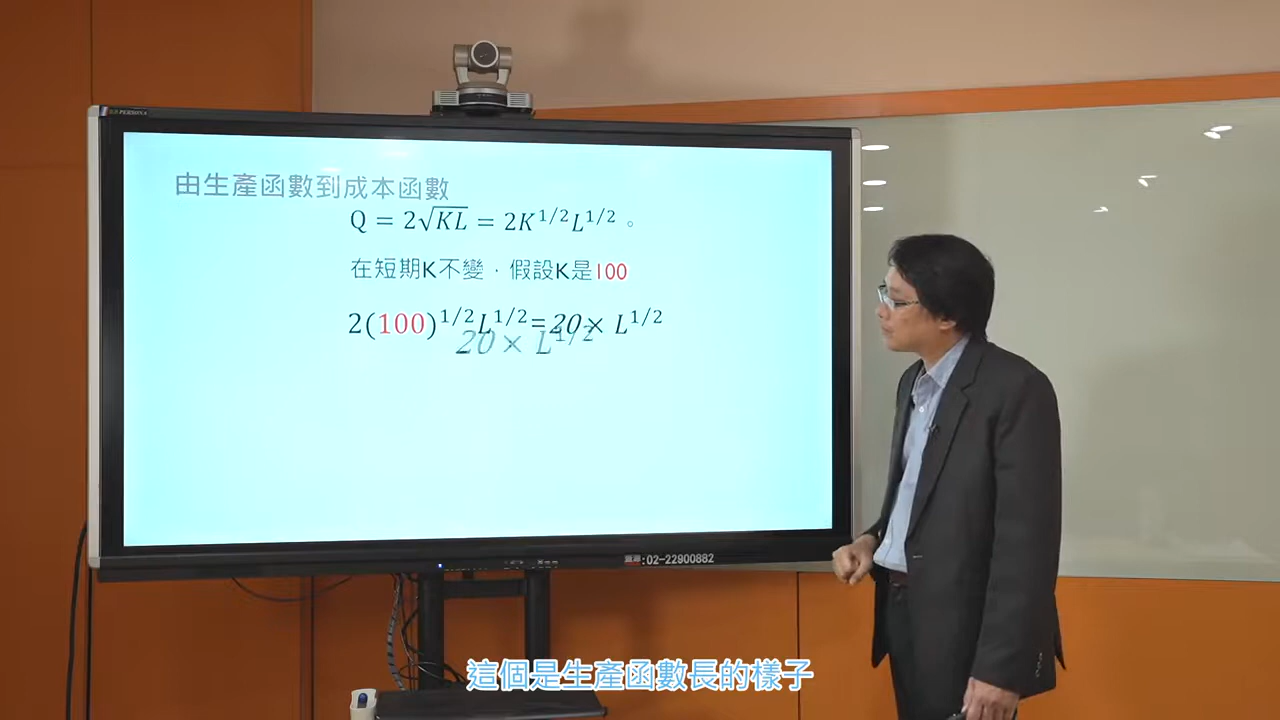 由生產函數到成本函數
Q = 2√KL = 2K^1/2 L^1/2。
在短期K不變，假設K是100
2(100)^1/2 L^1/2=20× L^1/2
20 × L^1/2
:02-22900882
這個是生產函數長的樣子